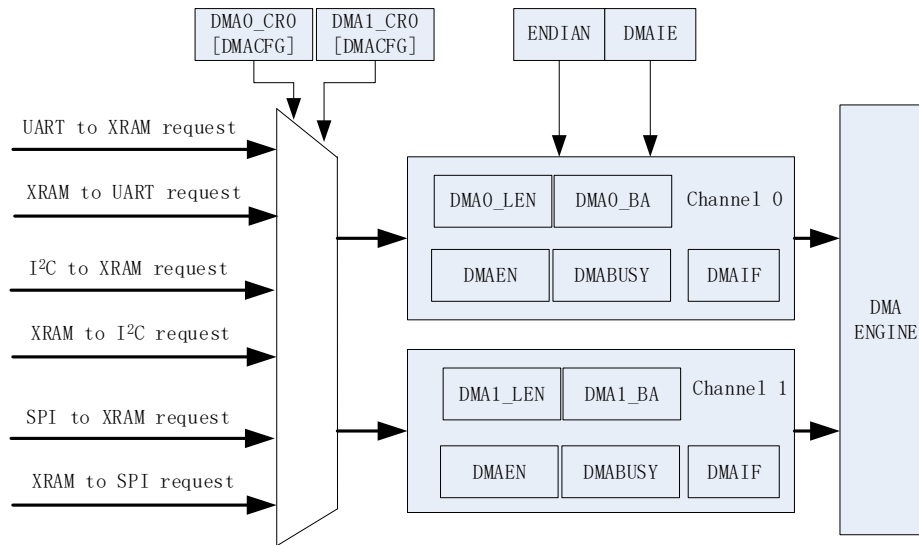 DMA0_CR0
[DMACFG]
DMA1_CR0
[DMACFG]
ENDIAN
DMAIE
UART to XRAM request
XRAM to UART request
I²C to XRAM request
XRAM to I²C request
SPI to XRAM request
XRAM to SPI request
DMA0_LEN
DMA0_BA
Channel 0
DMAEN
DMABUSY
DMAIF
DMA1_LEN
DMA1_BA
Channel 1
DMAEN
DMABUSY
DMAIF
DMA
ENGINE